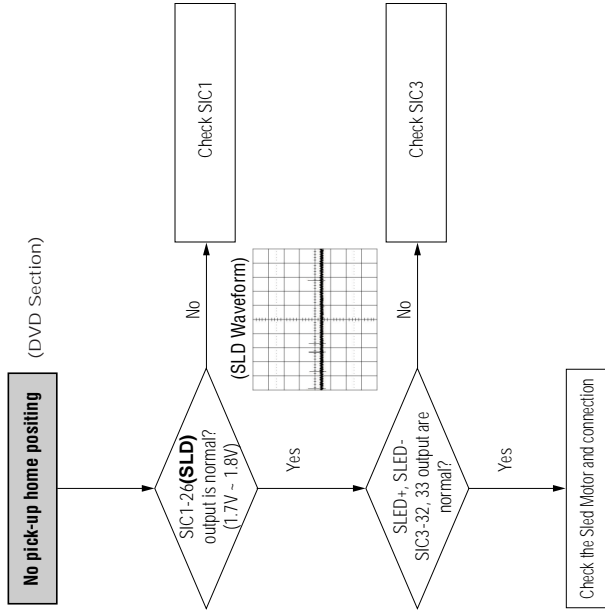 (DVD Section)
No pick-up home positing
SIC1-26(SLD)
output is normal?
(1.7V ~ 1.8V)
No
Check SIC1
Yes
(SLD Waveform)
SLED+, SLED-
SIC3-32, 33 output are
normal?
No
Check SIC3
Yes
Check the Sled Motor and connection